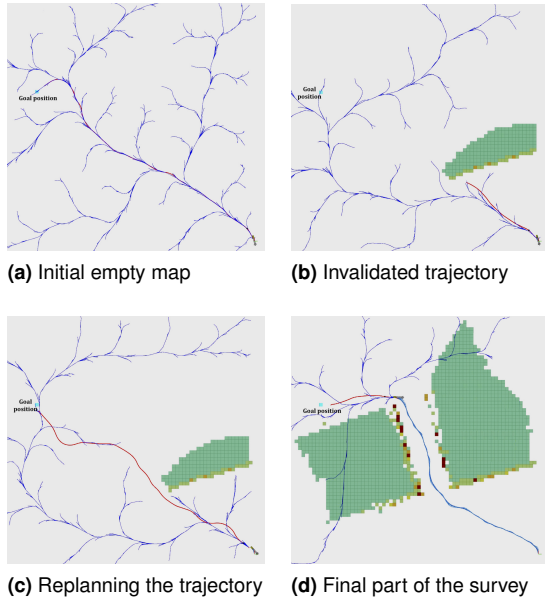 Goal position
(a) Initial empty map
Goal
position
(b) Invalidated trajectory
Goal
position
(c) Replanning the trajectory
Goal position
(d) Final part of the survey